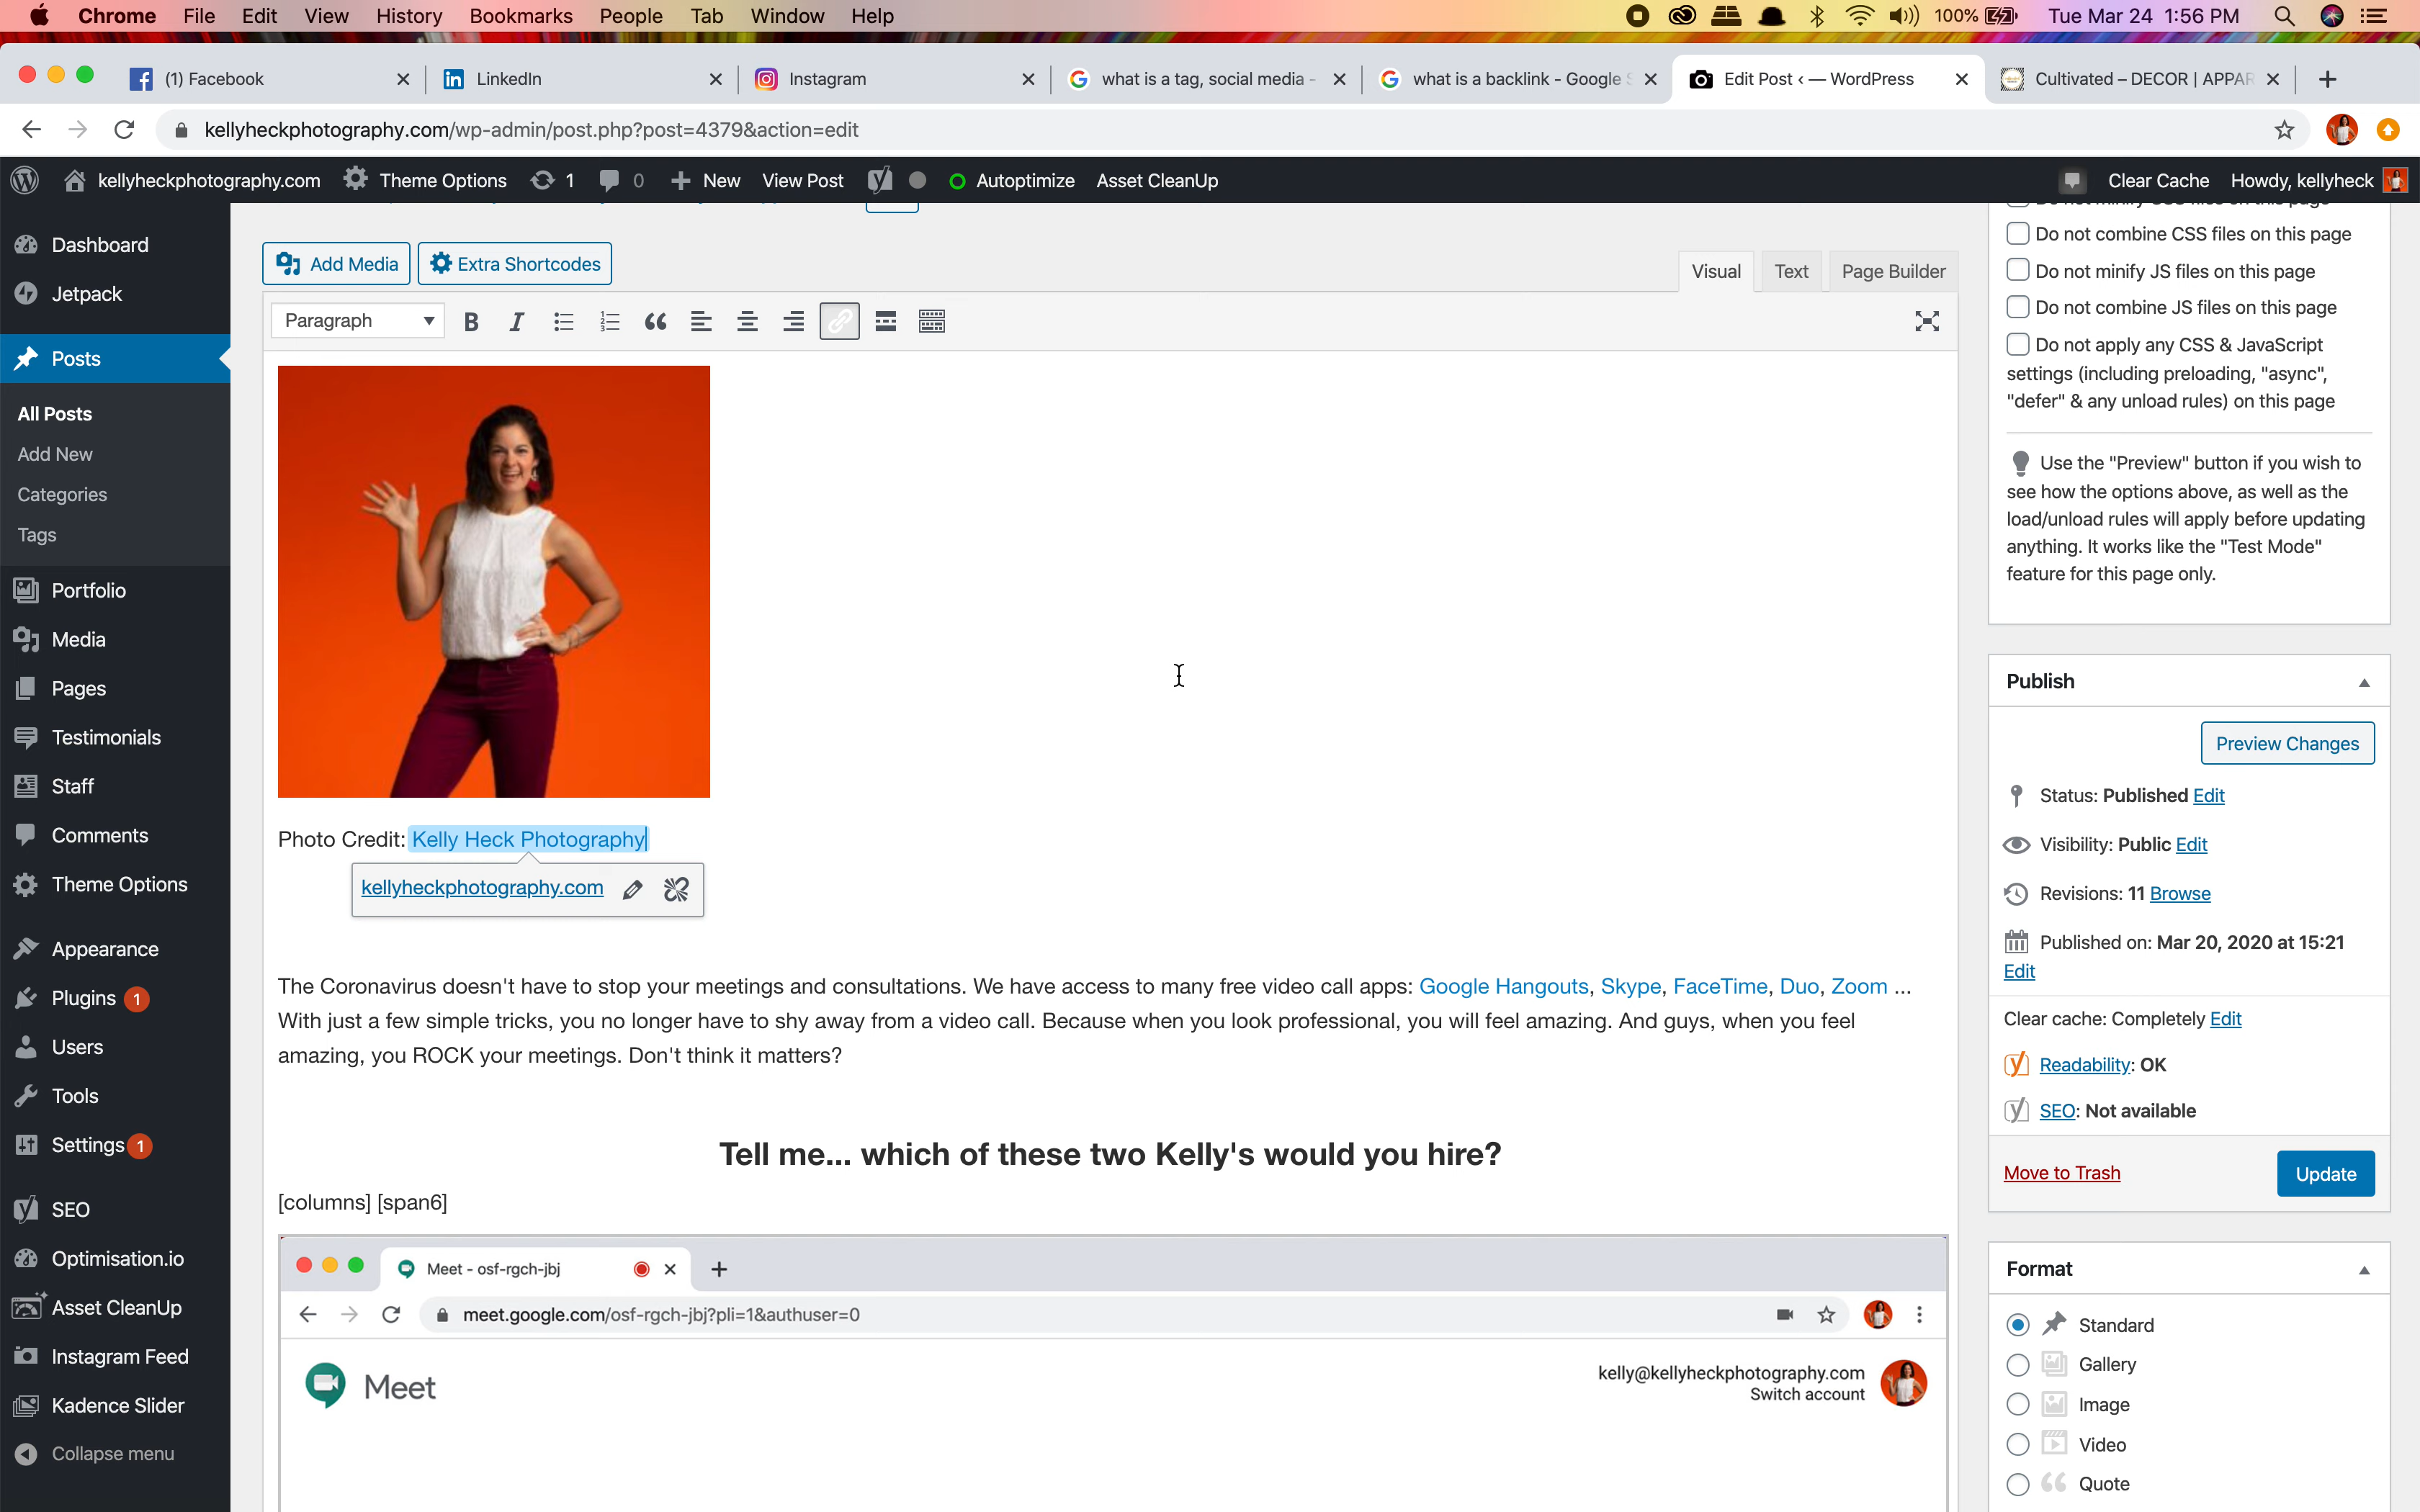 Chrome File Edit View History Bookmarks People Tab Window Help 100% Tue Mar 24 1:56 PM
(1) Facebook LinkedIn Instagram what is a tag, social media - what is a backlink - Google S Edit Post ‹ — WordPress Cultivated – DECOR | APPAR
kellyheckphotography.com/wp-admin/post.php?post=4379&action=edit
kellyheckphotography.com Theme Options 1 0 New View Post Autoptimize Asset CleanUp Clear Cache Howdy, kellyheck
Dashboard
Jetpack
Posts
All Posts
Add New
Categories
Tags
Portfolio
Media
Pages
Testimonials
Staff
Comments
Theme Options
Appearance
Plugins 1
Users
Tools
Settings 1
SEO
Optimisation.io
Asset CleanUp
Instagram Feed
Kadence Slider
Collapse menu
Add Media Extra Shortcodes
Visual Text Page Builder
Paragraph
Photo Credit: Kelly Heck Photography
kellyheckphotography.com
The Coronavirus doesn't have to stop your meetings and consultations. We have access to many free video call apps: Google Hangouts, Skype, FaceTime, Duo, Zoom ...
With just a few simple tricks, you no longer have to shy away from a video call. Because when you look professional, you will feel amazing. And guys, when you feel
amazing, you ROCK your meetings. Don't think it matters?
Tell me... which of these two Kelly's would you hire?
[columns] [span6]
Meet - osf-rgch-jbj
meet.google.com/osf-rgch-jbj?pli=1&authuser=0
Meet
kelly@kellyheckphotography.com
Switch account
Do not minify CSS files on this page
Do not combine CSS files on this page
Do not minify JS files on this page
Do not combine JS files on this page
Do not apply any CSS & JavaScript
settings (including preloading, "async",
"defer" & any unload rules) on this page
Use the "Preview" button if you wish to
see how the options above, as well as the
load/unload rules will apply before updating
anything. It works like the "Test Mode"
feature for this page only.
Publish
Preview Changes
Status: Published Edit
Visibility: Public Edit
Revisions: 11 Browse
Published on: Mar 20, 2020 at 15:21
Edit
Clear cache: Completely Edit
Readability: OK
SEO: Not available
Move to Trash Update
Format
Standard
Gallery
Image
Video
Quote